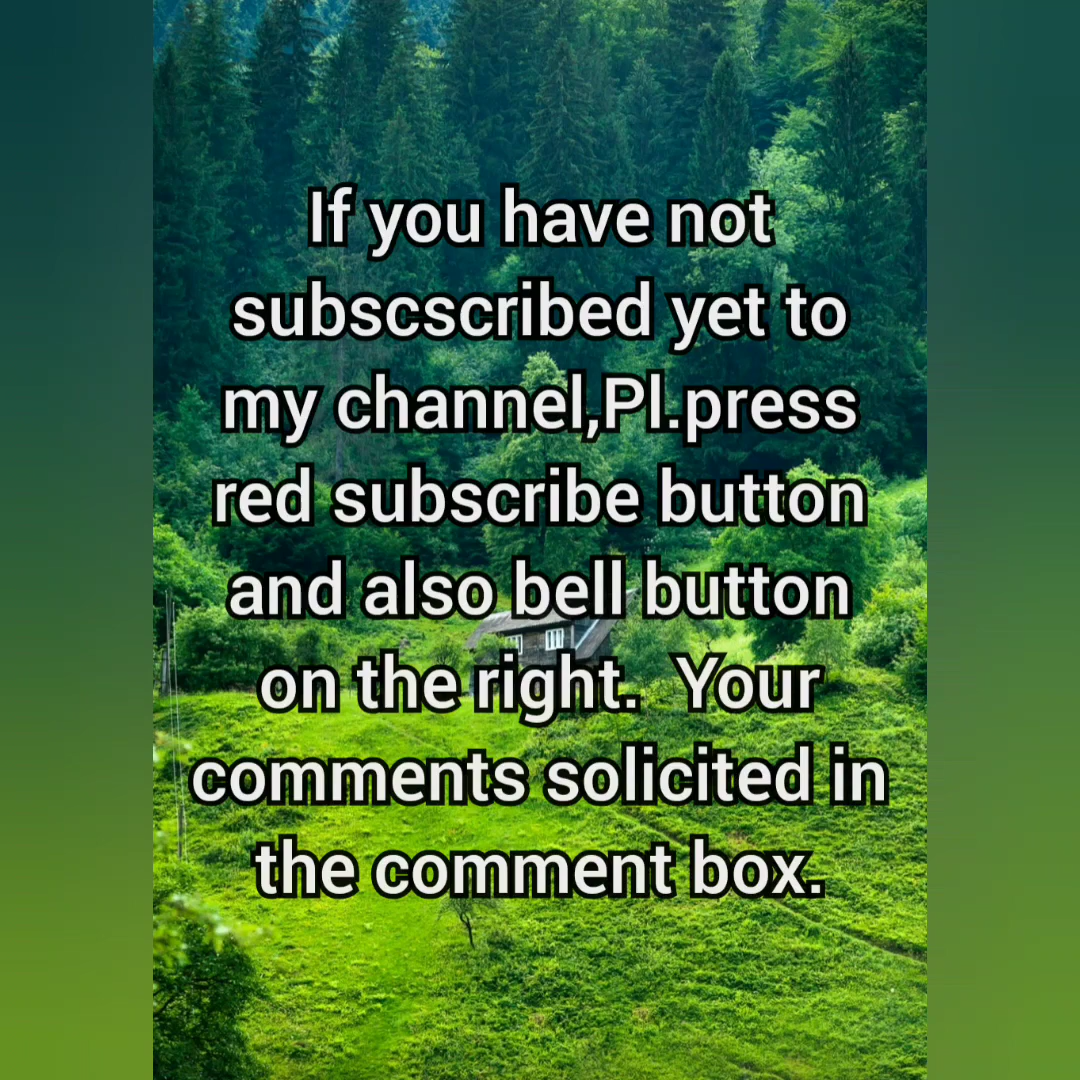 If you have not
subscscribed yet to
my channel,Pl.press
red subscribe button
and also bell button
on the right.  Your
comments solicited in
the comment box.